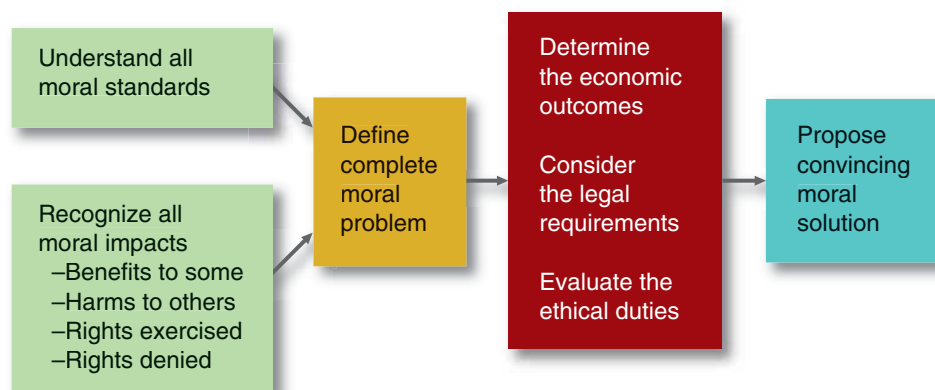 Understand all
moral standards
Recognize all
moral impacts
–Benefits to some
–Harms to others
–Rights exercised
–Rights denied
Define
complete
moral
problem
Determine
the economic
outcomes
Consider
the legal
requirements
Evaluate the
ethical duties
Propose
convincing
moral
solution